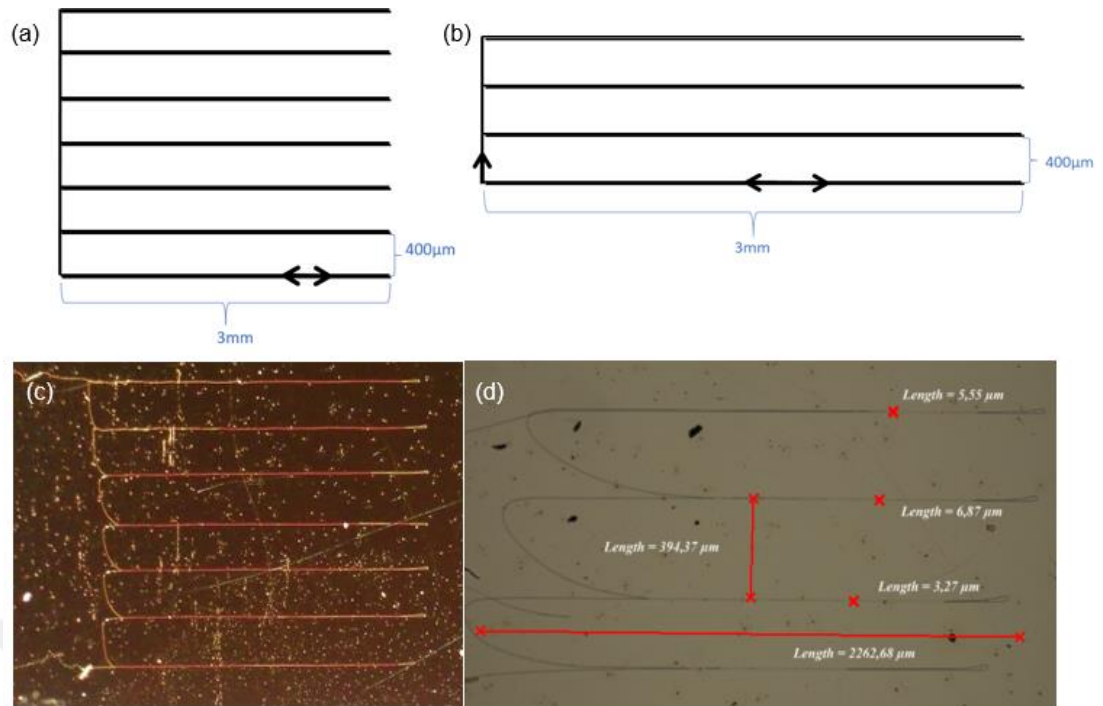 (a)
400µm
3mm
(b)
400µm
3mm
(c)
(d)
Length = 5,55 µm
Length = 6,87 µm
Length = 394,37 µm
Length = 3,27 µm
Length = 2262,68 µm